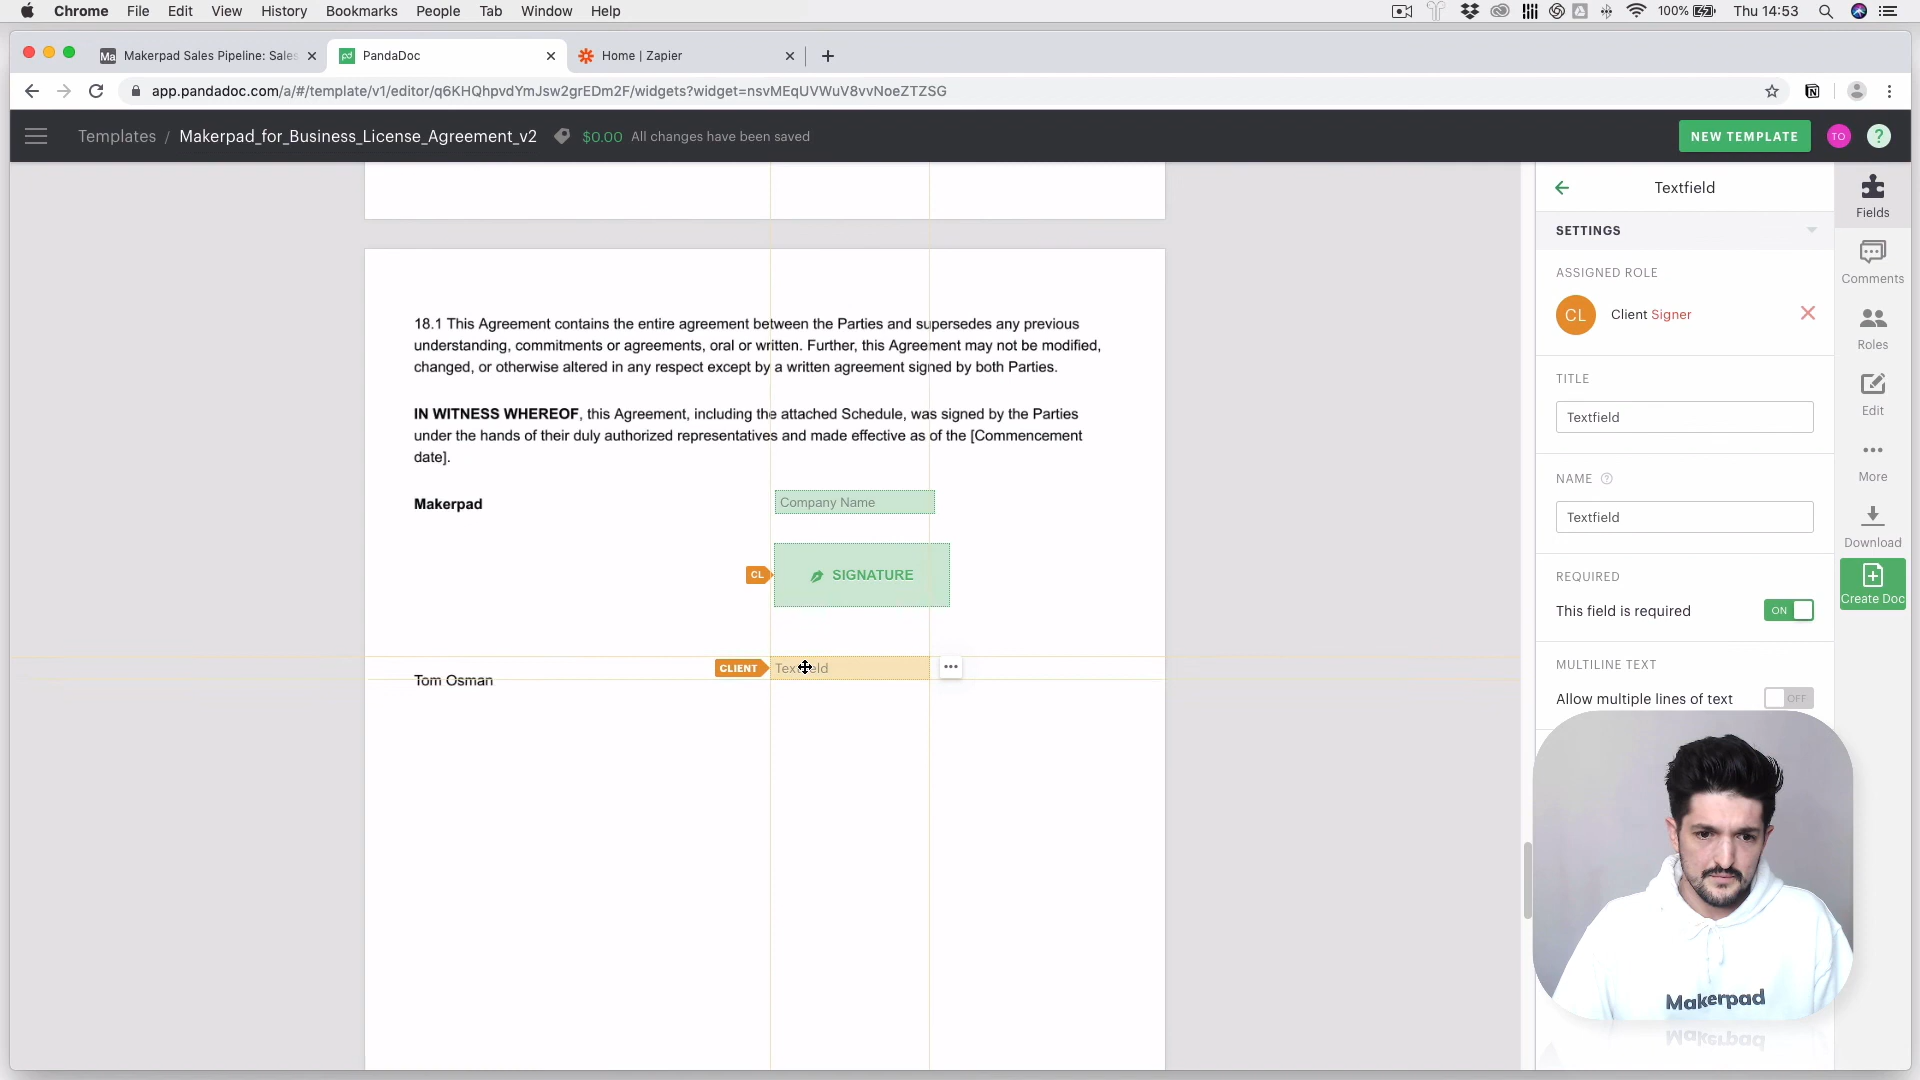 Chrome File Edit View History Bookmarks People Tab Window Help
100% Thu 14:53
Ma Makerpad Sales Pipeline: Sales
pd PandaDoc
Home | Zapier
app.pandadoc.com/a/#/template/v1/editor/q6KHQhpvdYmJsw2grEDm2F/widgets?widget=nsvMEqUVWuV8vvNoeZTZSG
Templates / Makerpad_for_Business_License_Agreement_v2 $0.00 All changes have been saved
NEW TEMPLATE TO ?
18.1 This Agreement contains the entire agreement between the Parties and supersedes any previous
understanding, commitments or agreements, oral or written. Further, this Agreement may not be modified,
changed, or otherwise altered in any respect except by a written agreement signed by both Parties.
IN WITNESS WHEREOF, this Agreement, including the attached Schedule, was signed by the Parties
under the hands of their duly authorized representatives and made effective as of the [Commencement
date].
Makerpad
Company Name
CL
SIGNATURE
CLIENT
Textfield
Tom Osman
Textfield
SETTINGS
ASSIGNED ROLE
CL Client Signer
TITLE
Textfield
NAME ?
Textfield
REQUIRED
This field is required ON
MULTILINE TEXT
Allow multiple lines of text OFF
Fields
Comments
Roles
Edit
More
Download
Create Doc
Makerpad